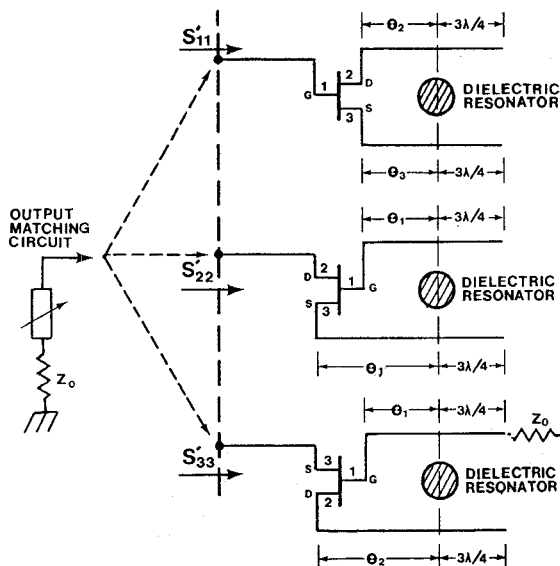 S'11
Θ2
3λ/4
G
1
2
D
S
3
DIELECTRIC
RESONATOR
Θ3
3λ/4
OUTPUT
MATCHING
CIRCUIT
Z0
S'22
Θ1
3λ/4
D
2
S
3
1
G
DIELECTRIC
RESONATOR
Θ1
3λ/4
S'33
Θ1
3λ/4
Z0
S
3
D
2
1
G
DIELECTRIC
RESONATOR
Θ2
3λ/4